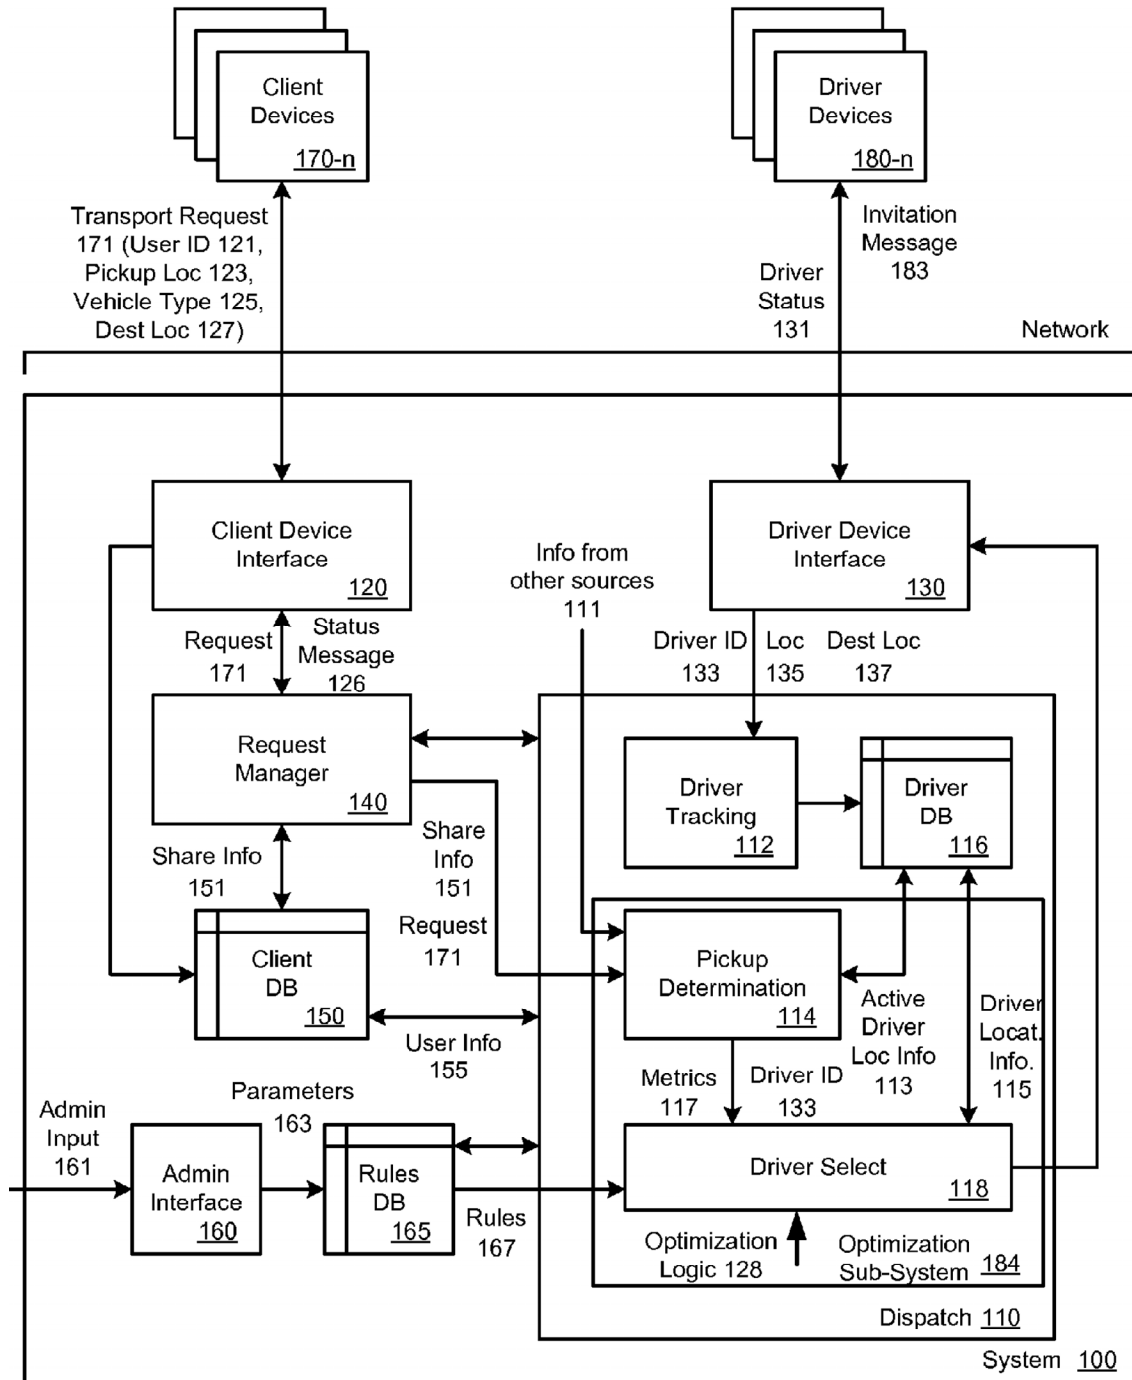 Client
Devices
170-n
Driver
Devices
180-n
Transport Request
171 (User ID 121,
Pickup Loc 123,
Vehicle Type 125,
Dest Loc 127)
Invitation
Message
183
Driver
Status
131
Network
Client Device
Interface
120
Info from
other sources
111
Driver Device
Interface
130
Request
171
Status
Message
126
Driver ID
133
Loc
135
Dest Loc
137
Request
Manager
140
Driver
Tracking
112
Driver
DB
116
Share Info
151
Share
Info
151
Request
171
Client
DB
150
Pickup
Determination
114
Active
Driver
Loc Info
113
Driver
Locat.
Info.
115
User Info
155
Metrics
117
Driver ID
133
Parameters
163
Admin
Input
161
Admin
Interface
160
Rules
DB
165
Rules
167
Driver Select
118
Optimization
Logic 128
Optimization
Sub-System
184
Dispatch 110
System 100